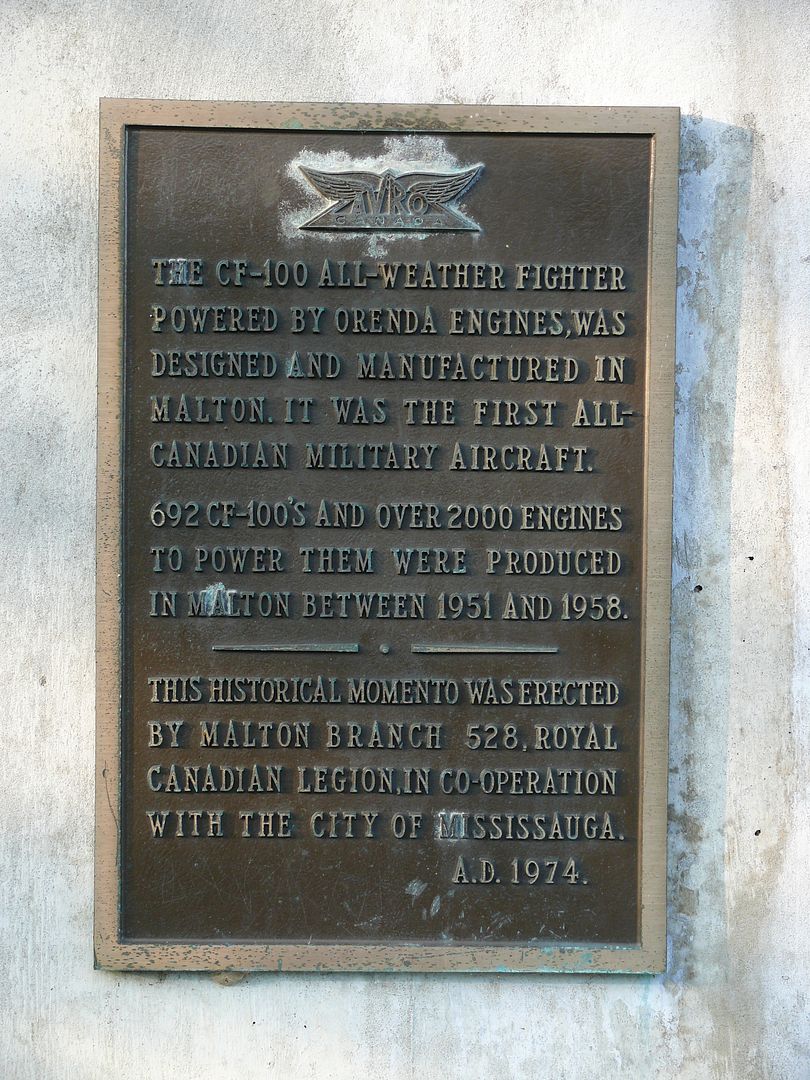 AVRO
CANADA
THE CF-100 ALL-WEATHER FIGHTER
POWERED BY ORENDA ENGINES, WAS
DESIGNED AND MANUFACTURED IN
MALTON. IT WAS THE FIRST ALL-
CANADIAN MILITARY AIRCRAFT.
692 CF-100'S AND OVER 2000 ENGINES
TO POWER THEM WERE PRODUCED
IN MALTON BETWEEN 1951 AND 1958.
THIS HISTORICAL MOMENTO WAS ERECTED
BY MALTON BRANCH 528, ROYAL
CANADIAN LEGION, IN CO-OPERATION
WITH THE CITY OF MISSISSAUGA.
A.D. 1974.